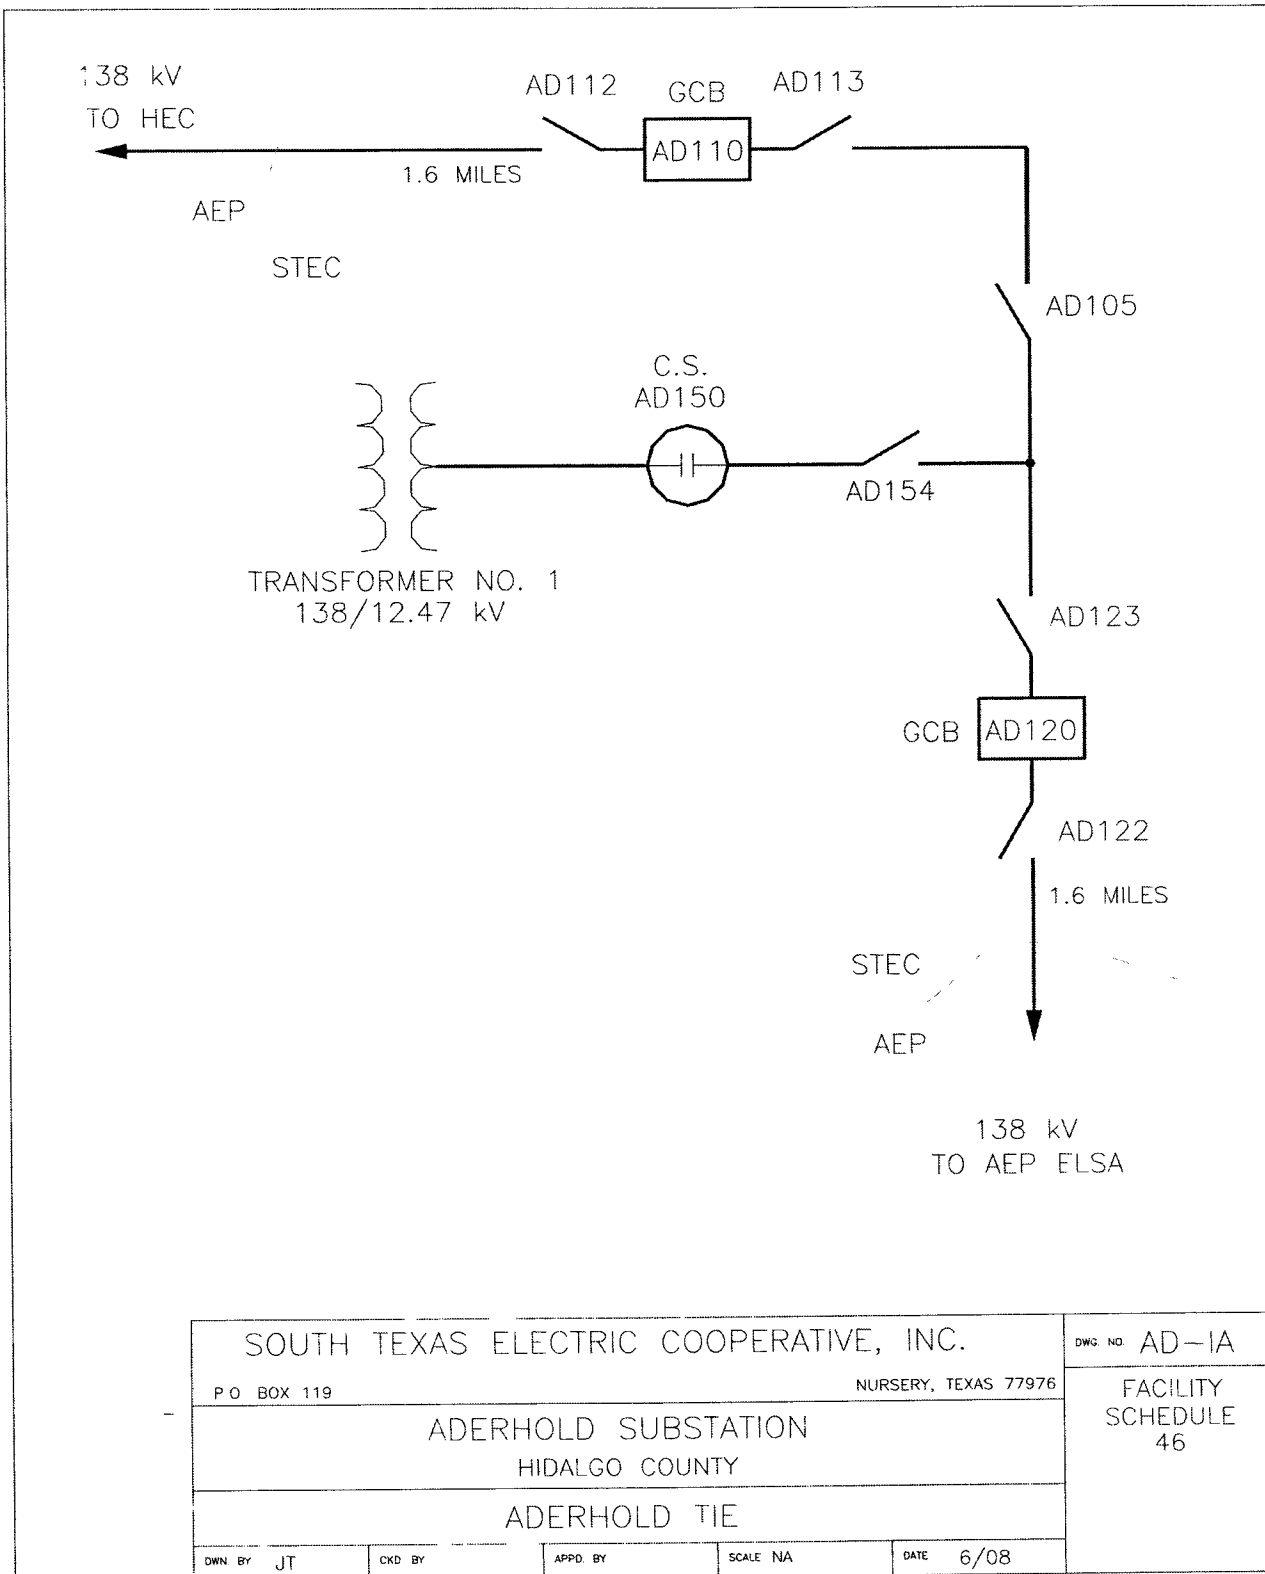 138 kV
TO HEC
AD112
GCB
AD113
AD110
1.6 MILES
AEP
STEC
AD105
C.S.
AD150
AD154
TRANSFORMER NO. 1
138/12.47 kV
AD123
GCB
AD120
AD122
1.6 MILES
STEC
AEP
138 kV
TO AEP ELSA
SOUTH TEXAS ELECTRIC COOPERATIVE, INC.
P O BOX 119
NURSERY, TEXAS 77976
DWG. NO. AD-1A
FACILITY
SCHEDULE
46
ADERHOLD SUBSTATION
HIDALGO COUNTY
ADERHOLD TIE
DWN. BY JT
CKD BY
APPD. BY
SCALE NA
DATE 6/08